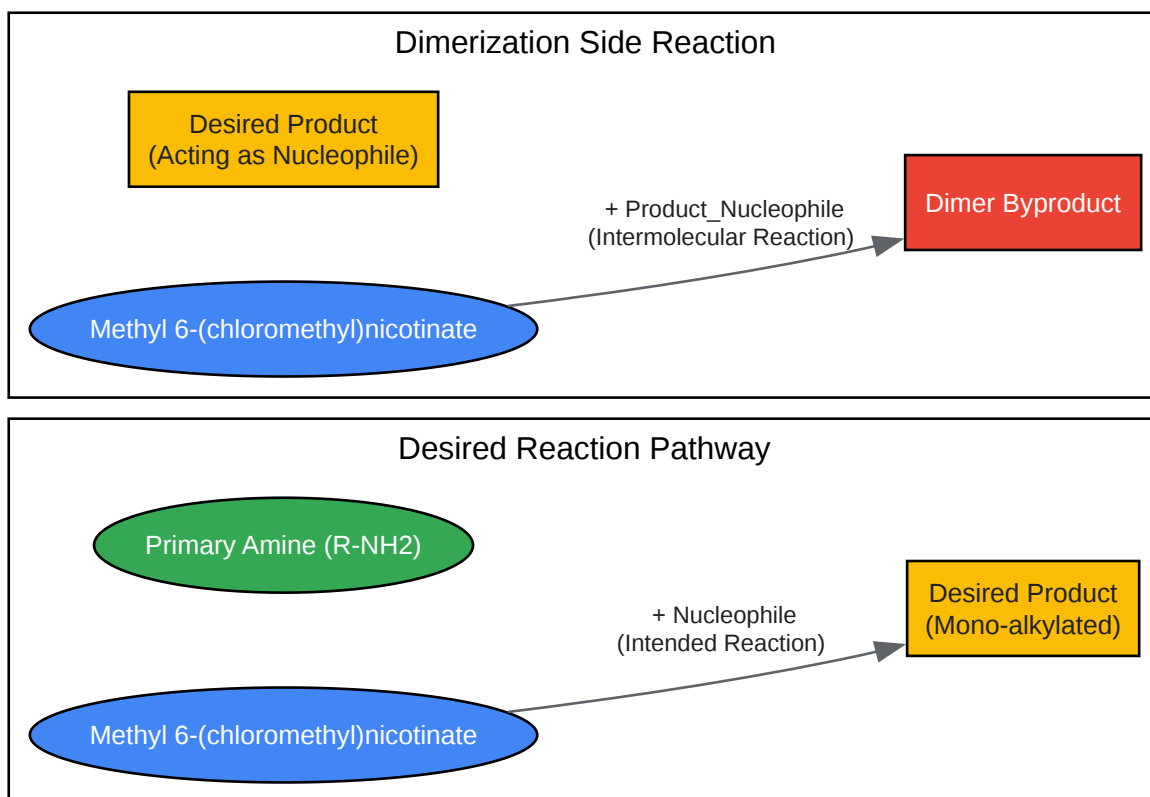 Dimerization Side Reaction
Desired Product
(Acting as Nucleophile)
+ Product_Nucleophile
(Intermolecular Reaction)
Dimer Byproduct
Methyl 6-(chloromethyl)nicotinate
Desired Reaction Pathway
Primary Amine (R-NH2)
+ Nucleophile
(Intended Reaction)
Desired Product
(Mono-alkylated)
Methyl 6-(chloromethyl)nicotinate